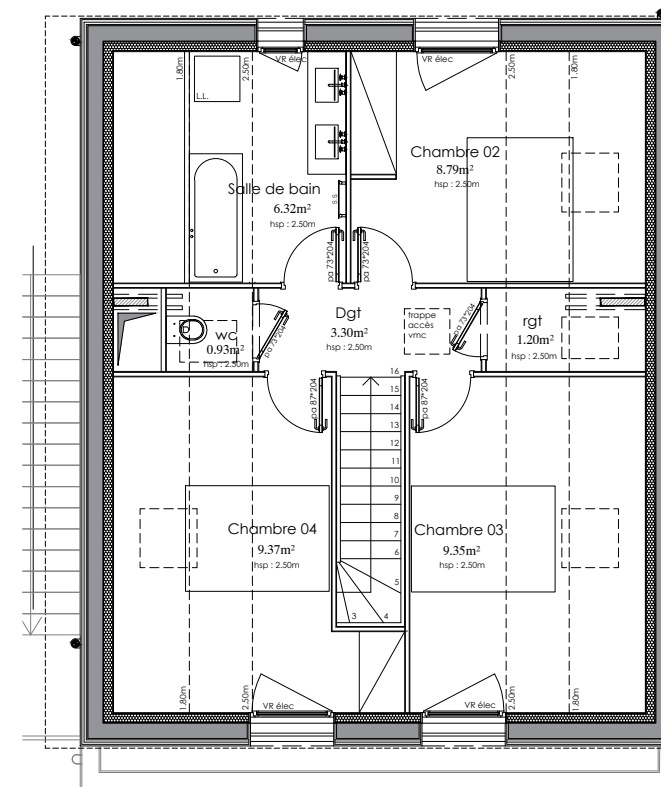 VR élec
VR élec
1.80m
2.50m
2.50m
1.80m
L.L.
Chambre 02
8.79m²
hsp : 2.50m
Salle de bain
6.32m²
hsp : 2.50m
S.S
pa 73*204
pa 73*204
Dgt
3.30m²
hsp : 2.50m
trappe
accès
vmc
pa 73*204
rgt
1.20m²
hsp : 2.50m
wc
0.93m²
hsp : 2.50m
pa 73*204
pa 87*204
pa 87*204
16
15
14
13
12
11
10
9
8
7
6
5
4
3
Chambre 04
9.37m²
hsp : 2.50m
Chambre 03
9.35m²
hsp : 2.50m
1.80m
2.50m
2.50m
1.80m
VR élec
VR élec